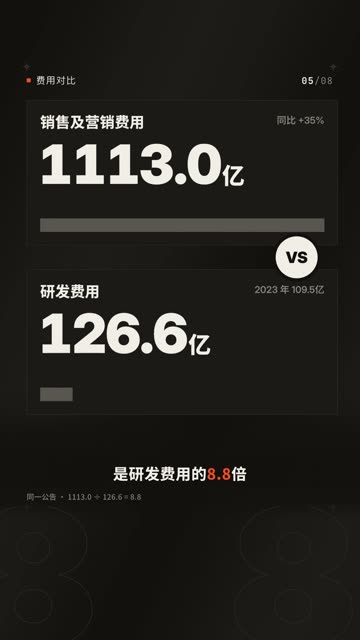 费用对比
05/08
销售及营销费用
同比 +35%
1113.0亿
VS
研发费用
2023 年 109.5亿
126.6亿
是研发费用的8.8倍
同一公告 · 1113.0 ÷ 126.6 = 8.8
8 8